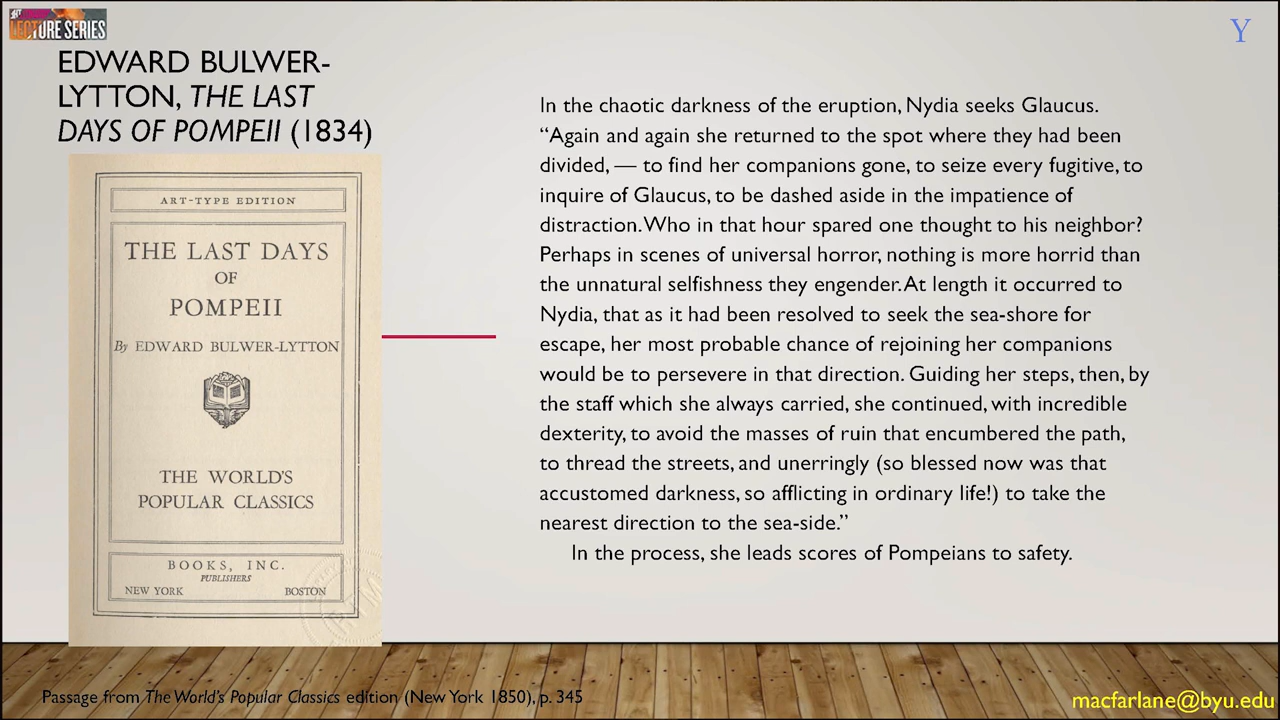 LECTURE SERIES
Y
EDWARD BULWER-
LYTTON, THE LAST
DAYS OF POMPEII (1834)
ART-TYPE EDITION
THE LAST DAYS
OF
POMPEII
By EDWARD BULWER-LYTTON
THE WORLD'S
POPULAR CLASSICS
BOOKS, INC.
PUBLISHERS
NEW YORK BOSTON
In the chaotic darkness of the eruption, Nydia seeks Glaucus.
“Again and again she returned to the spot where they had been
divided, — to find her companions gone, to seize every fugitive, to
inquire of Glaucus, to be dashed aside in the impatience of
distraction. Who in that hour spared one thought to his neighbor?
Perhaps in scenes of universal horror, nothing is more horrid than
the unnatural selfishness they engender. At length it occurred to
Nydia, that as it had been resolved to seek the sea-shore for
escape, her most probable chance of rejoining her companions
would be to persevere in that direction. Guiding her steps, then, by
the staff which she always carried, she continued, with incredible
dexterity, to avoid the masses of ruin that encumbered the path,
to thread the streets, and unerringly (so blessed now was that
accustomed darkness, so afflicting in ordinary life!) to take the
nearest direction to the sea-side.”
In the process, she leads scores of Pompeians to safety.
Passage from The World's Popular Classics edition (New York 1850), p. 345
macfarlane@byu.edu